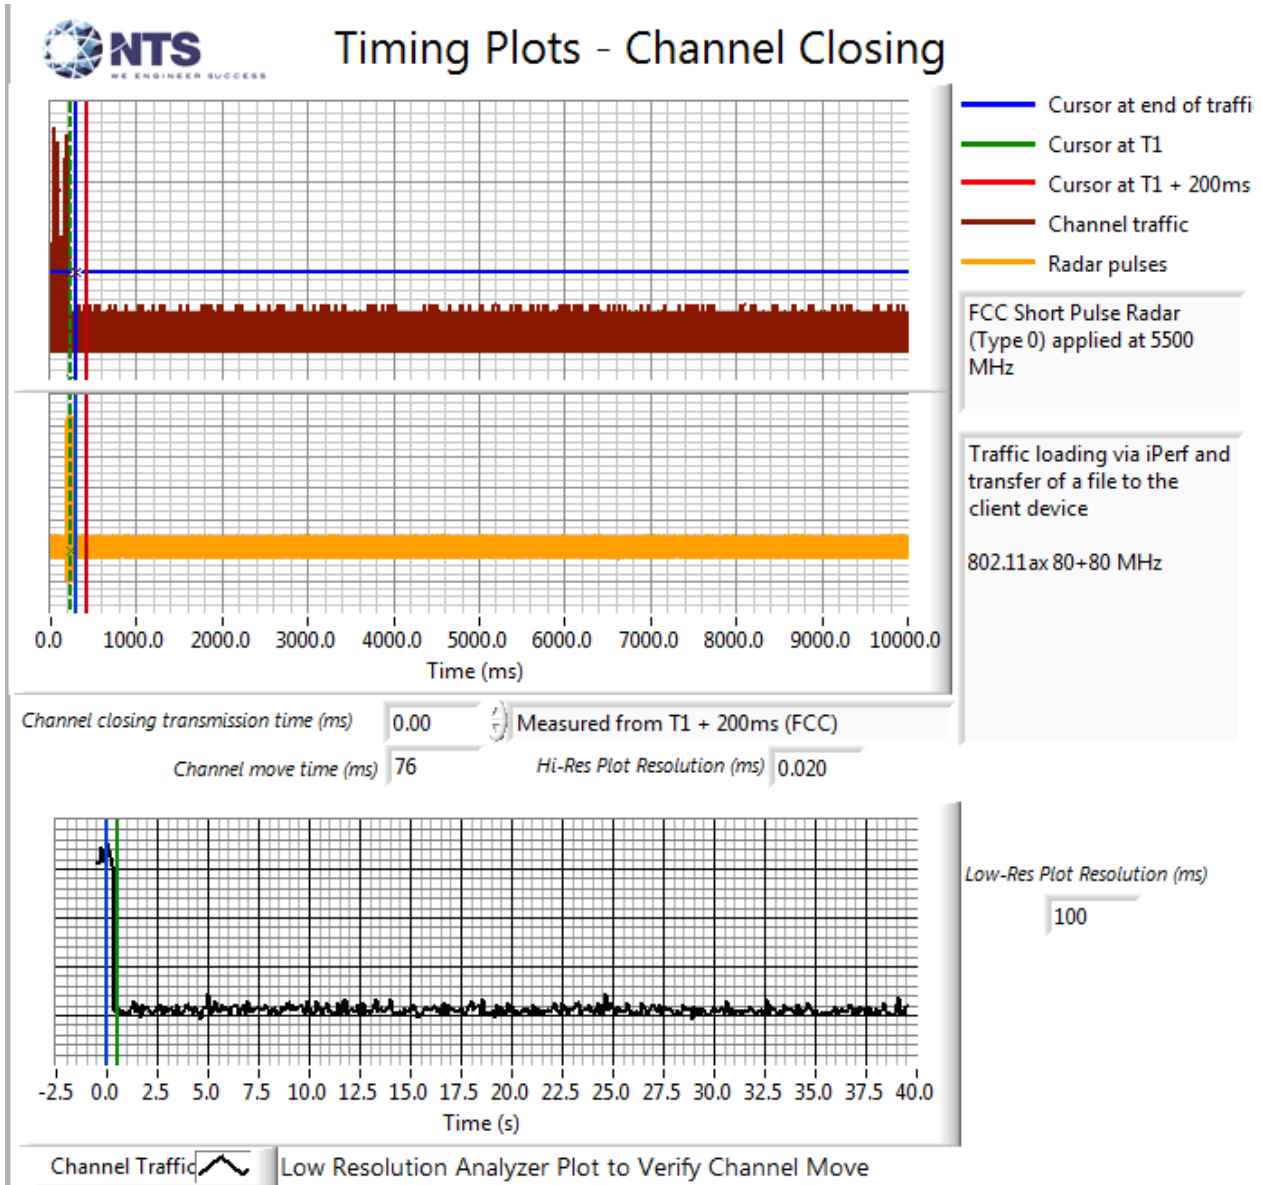 NTS
WE ENGINEER SUCCESS
Timing Plots - Channel Closing
Cursor at end of traffi
Cursor at T1
Cursor at T1 + 200ms
Channel traffic
Radar pulses
FCC Short Pulse Radar
(Type 0) applied at 5500
MHz
Traffic loading via iPerf and
transfer of a file to the
client device
802.11ax 80+80 MHz
0.0 1000.0 2000.0 3000.0 4000.0 5000.0 6000.0 7000.0 8000.0 9000.0 10000.0
Time (ms)
Channel closing transmission time (ms) 0.00 Measured from T1 + 200ms (FCC)
Channel move time (ms) 76 Hi-Res Plot Resolution (ms) 0.020
Low-Res Plot Resolution (ms)
100
-2.5 0.0 2.5 5.0 7.5 10.0 12.5 15.0 17.5 20.0 22.5 25.0 27.5 30.0 32.5 35.0 37.5 40.0
Time (s)
Channel Traffic Low Resolution Analyzer Plot to Verify Channel Move